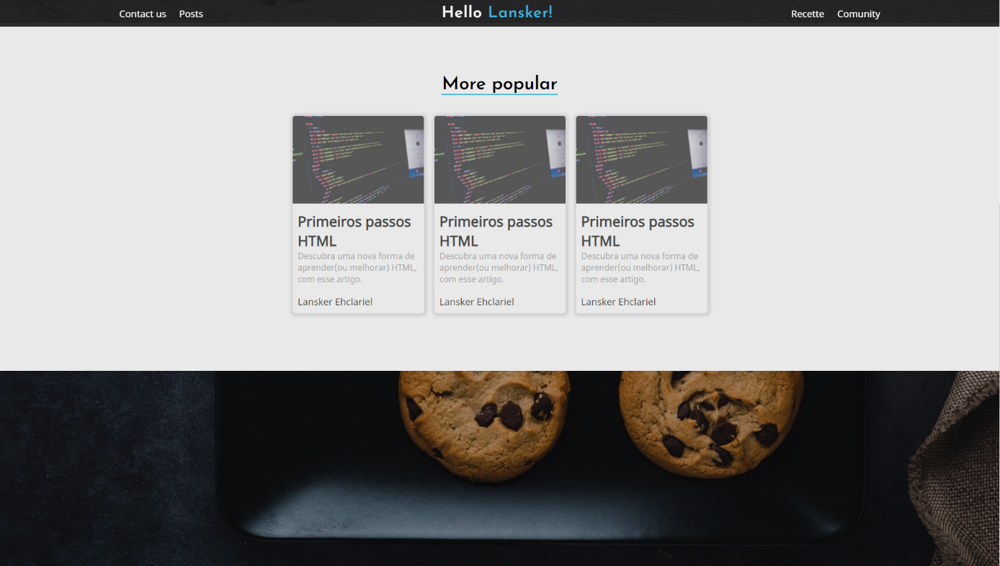 Contact us Posts Hello Lansker! Recette Comunity
More popular
Primeiros passos
HTML
Descubra uma nova forma de
aprender(ou melhorar) HTML,
com esse artigo.
Lansker Ehclariel
Primeiros passos
HTML
Descubra uma nova forma de
aprender(ou melhorar) HTML,
com esse artigo.
Lansker Ehclariel
Primeiros passos
HTML
Descubra uma nova forma de
aprender(ou melhorar) HTML,
com esse artigo.
Lansker Ehclariel